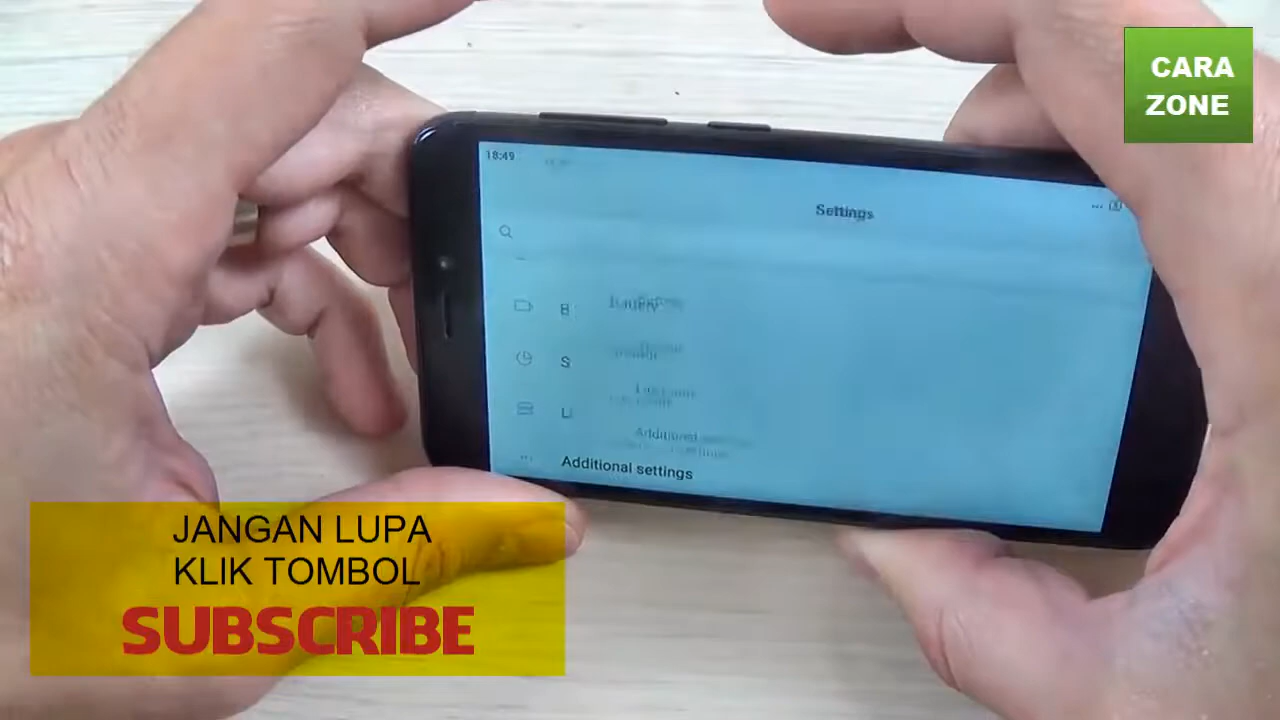 CARA
ZONE
18:49
Settings
Additional settings
JANGAN LUPA
KLIK TOMBOL
SUBSCRIBE